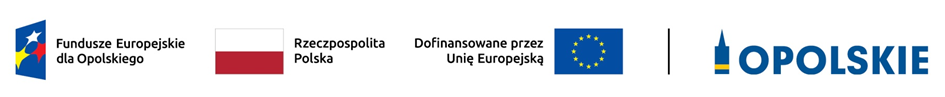 Fundusze Europejskie
dla Opolskiego
Rzeczpospolita
Polska
Dofinansowane przez
Unię Europejską
OPOLSKIE